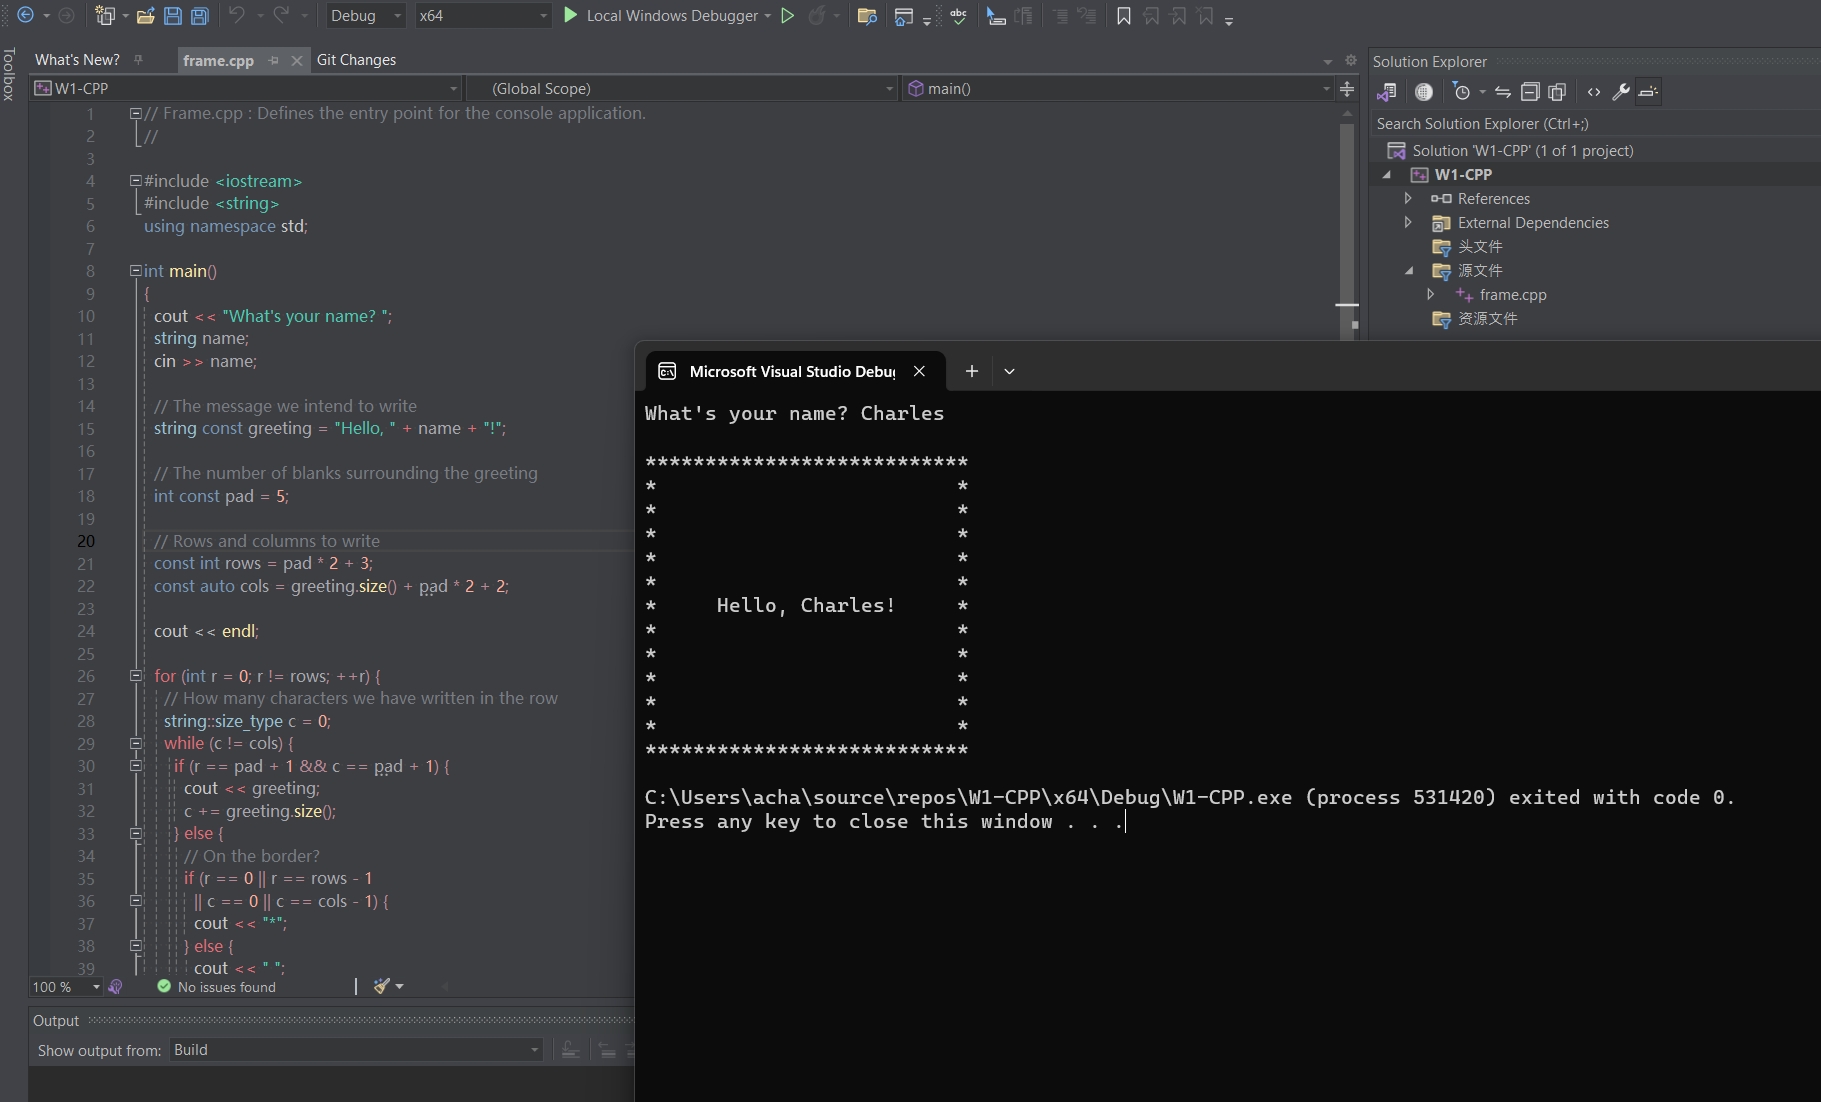 Debug x64 Local Windows Debugger
Toolbox
What's New? frame.cpp Git Changes
W1-CPP (Global Scope) main()
1 // Frame.cpp : Defines the entry point for the console application.
2 //
3
4 #include <iostream>
5 #include <string>
6 using namespace std;
7
8 int main()
9 {
10 cout << "What's your name? ";
11 string name;
12 cin >> name;
13
14 // The message we intend to write
15 string const greeting = "Hello, " + name + "!";
16
17 // The number of blanks surrounding the greeting
18 int const pad = 5;
19
20 // Rows and columns to write
21 const int rows = pad * 2 + 3;
22 const auto cols = greeting.size() + pad * 2 + 2;
23
24 cout << endl;
25
26 for (int r = 0; r != rows; ++r) {
27 // How many characters we have written in the row
28 string::size_type c = 0;
29 while (c != cols) {
30 if (r == pad + 1 && c == pad + 1) {
31 cout << greeting;
32 c += greeting.size();
33 } else {
34 // On the border?
35 if (r == 0 || r == rows - 1
36 || c == 0 || c == cols - 1) {
37 cout << "*";
38 } else {
39 cout << " ";
100 % No issues found
Output
Show output from: Build
Solution Explorer
Search Solution Explorer (Ctrl+;)
Solution 'W1-CPP' (1 of 1 project)
W1-CPP
References
External Dependencies
头文件
源文件
frame.cpp
资源文件
Microsoft Visual Studio Debug
What's your name? Charles
***************************
*                         *
*                         *
*                         *
*                         *
*                         *
*     Hello, Charles!     *
*                         *
*                         *
*                         *
*                         *
*                         *
***************************
C:\Users\acha\source\repos\W1-CPP\x64\Debug\W1-CPP.exe (process 531420) exited with code 0.
Press any key to close this window . . .